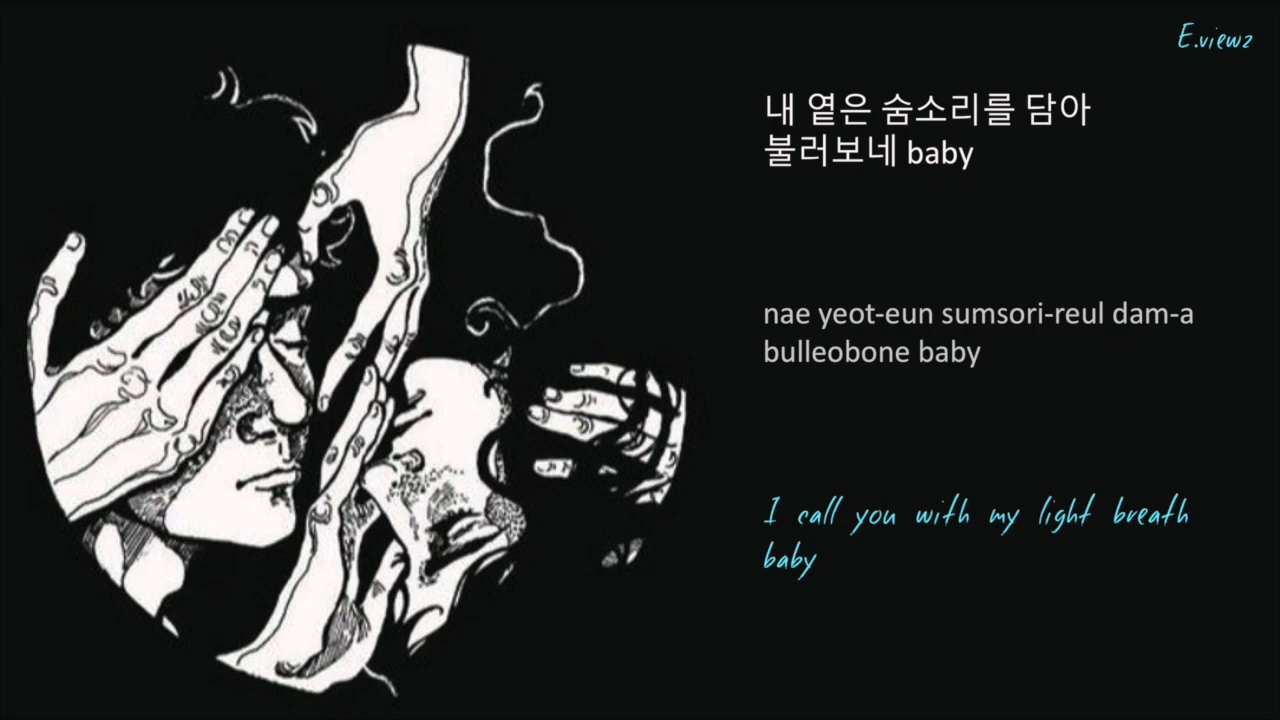 E.viewz
내 옅은 숨소리를 담아
불러보네 baby
nae yeot-eun sumsori-reul dam-a
bulleobone baby
I call you with my light breath
baby